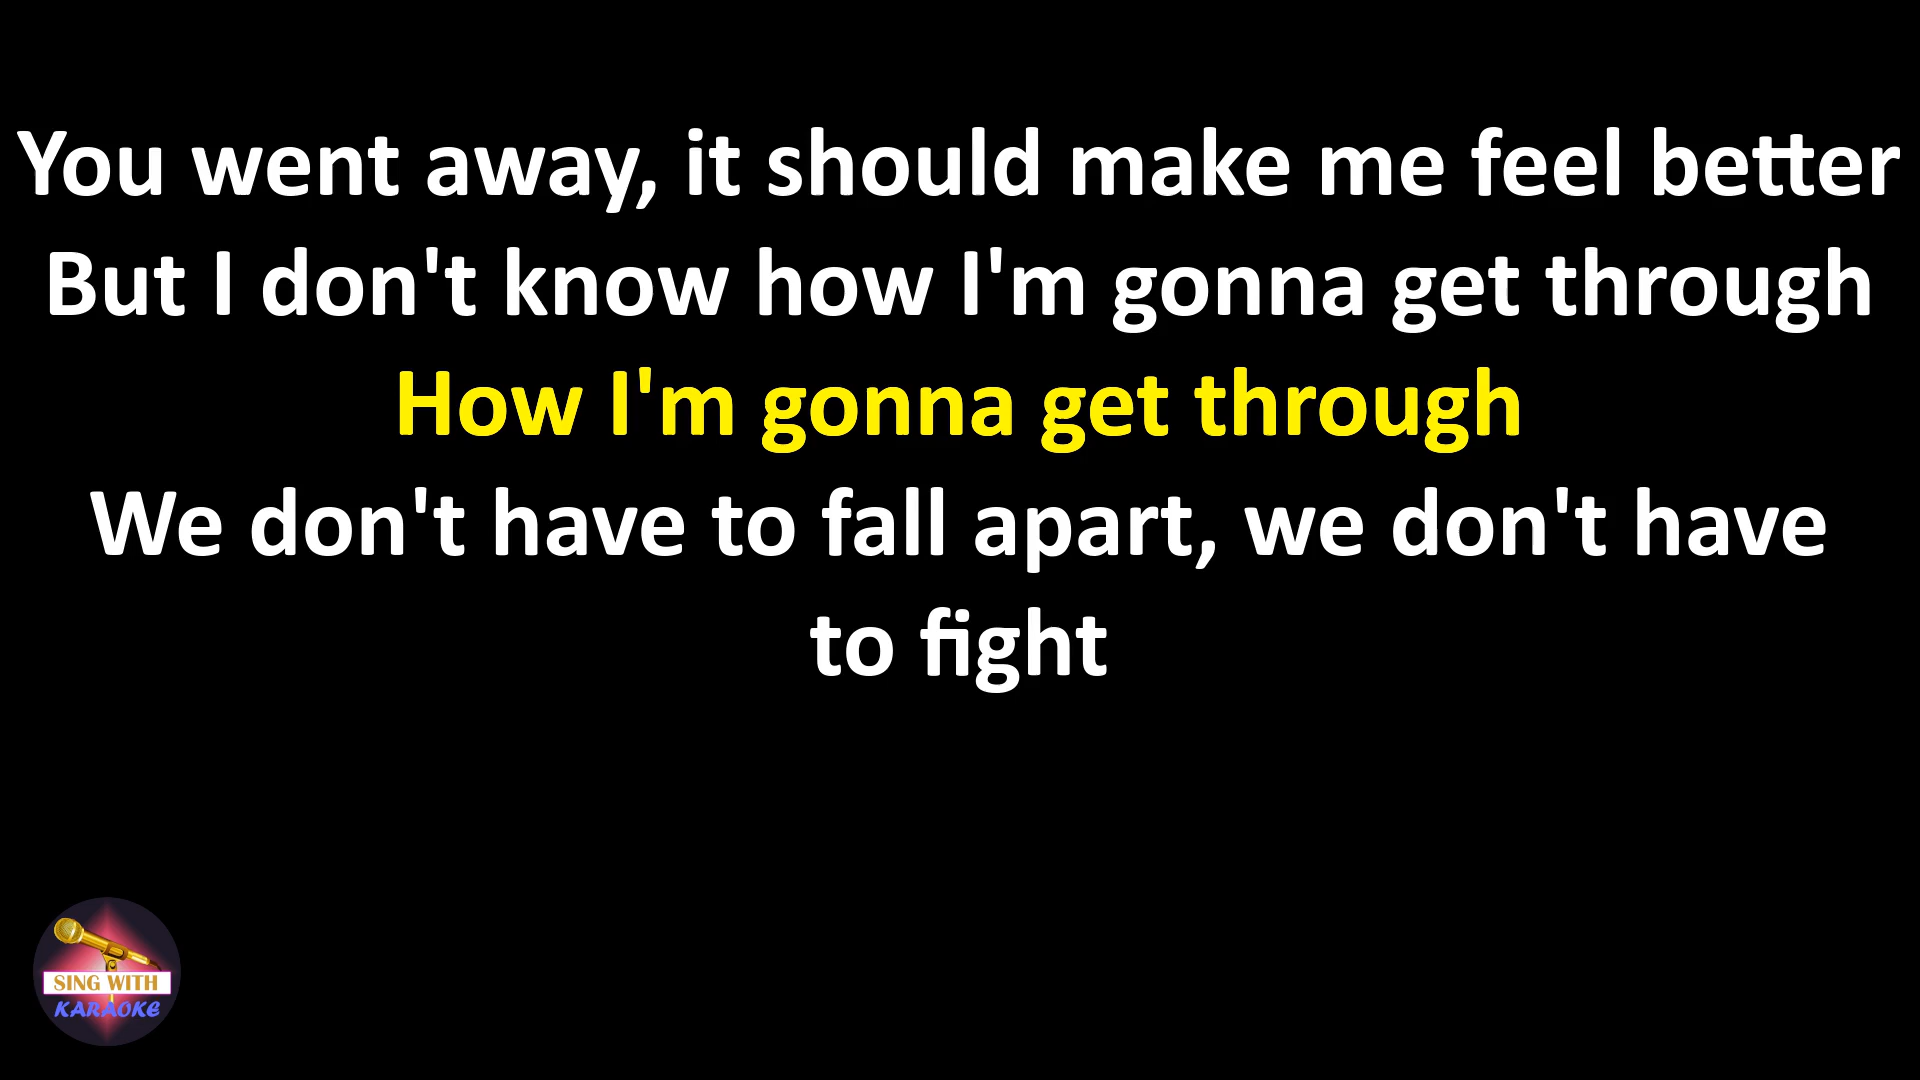 You went away, it should make me feel better
But I don't know how I'm gonna get through
How I'm gonna get through
We don't have to fall apart, we don't have
to fight
SING WITH
KARAOKE